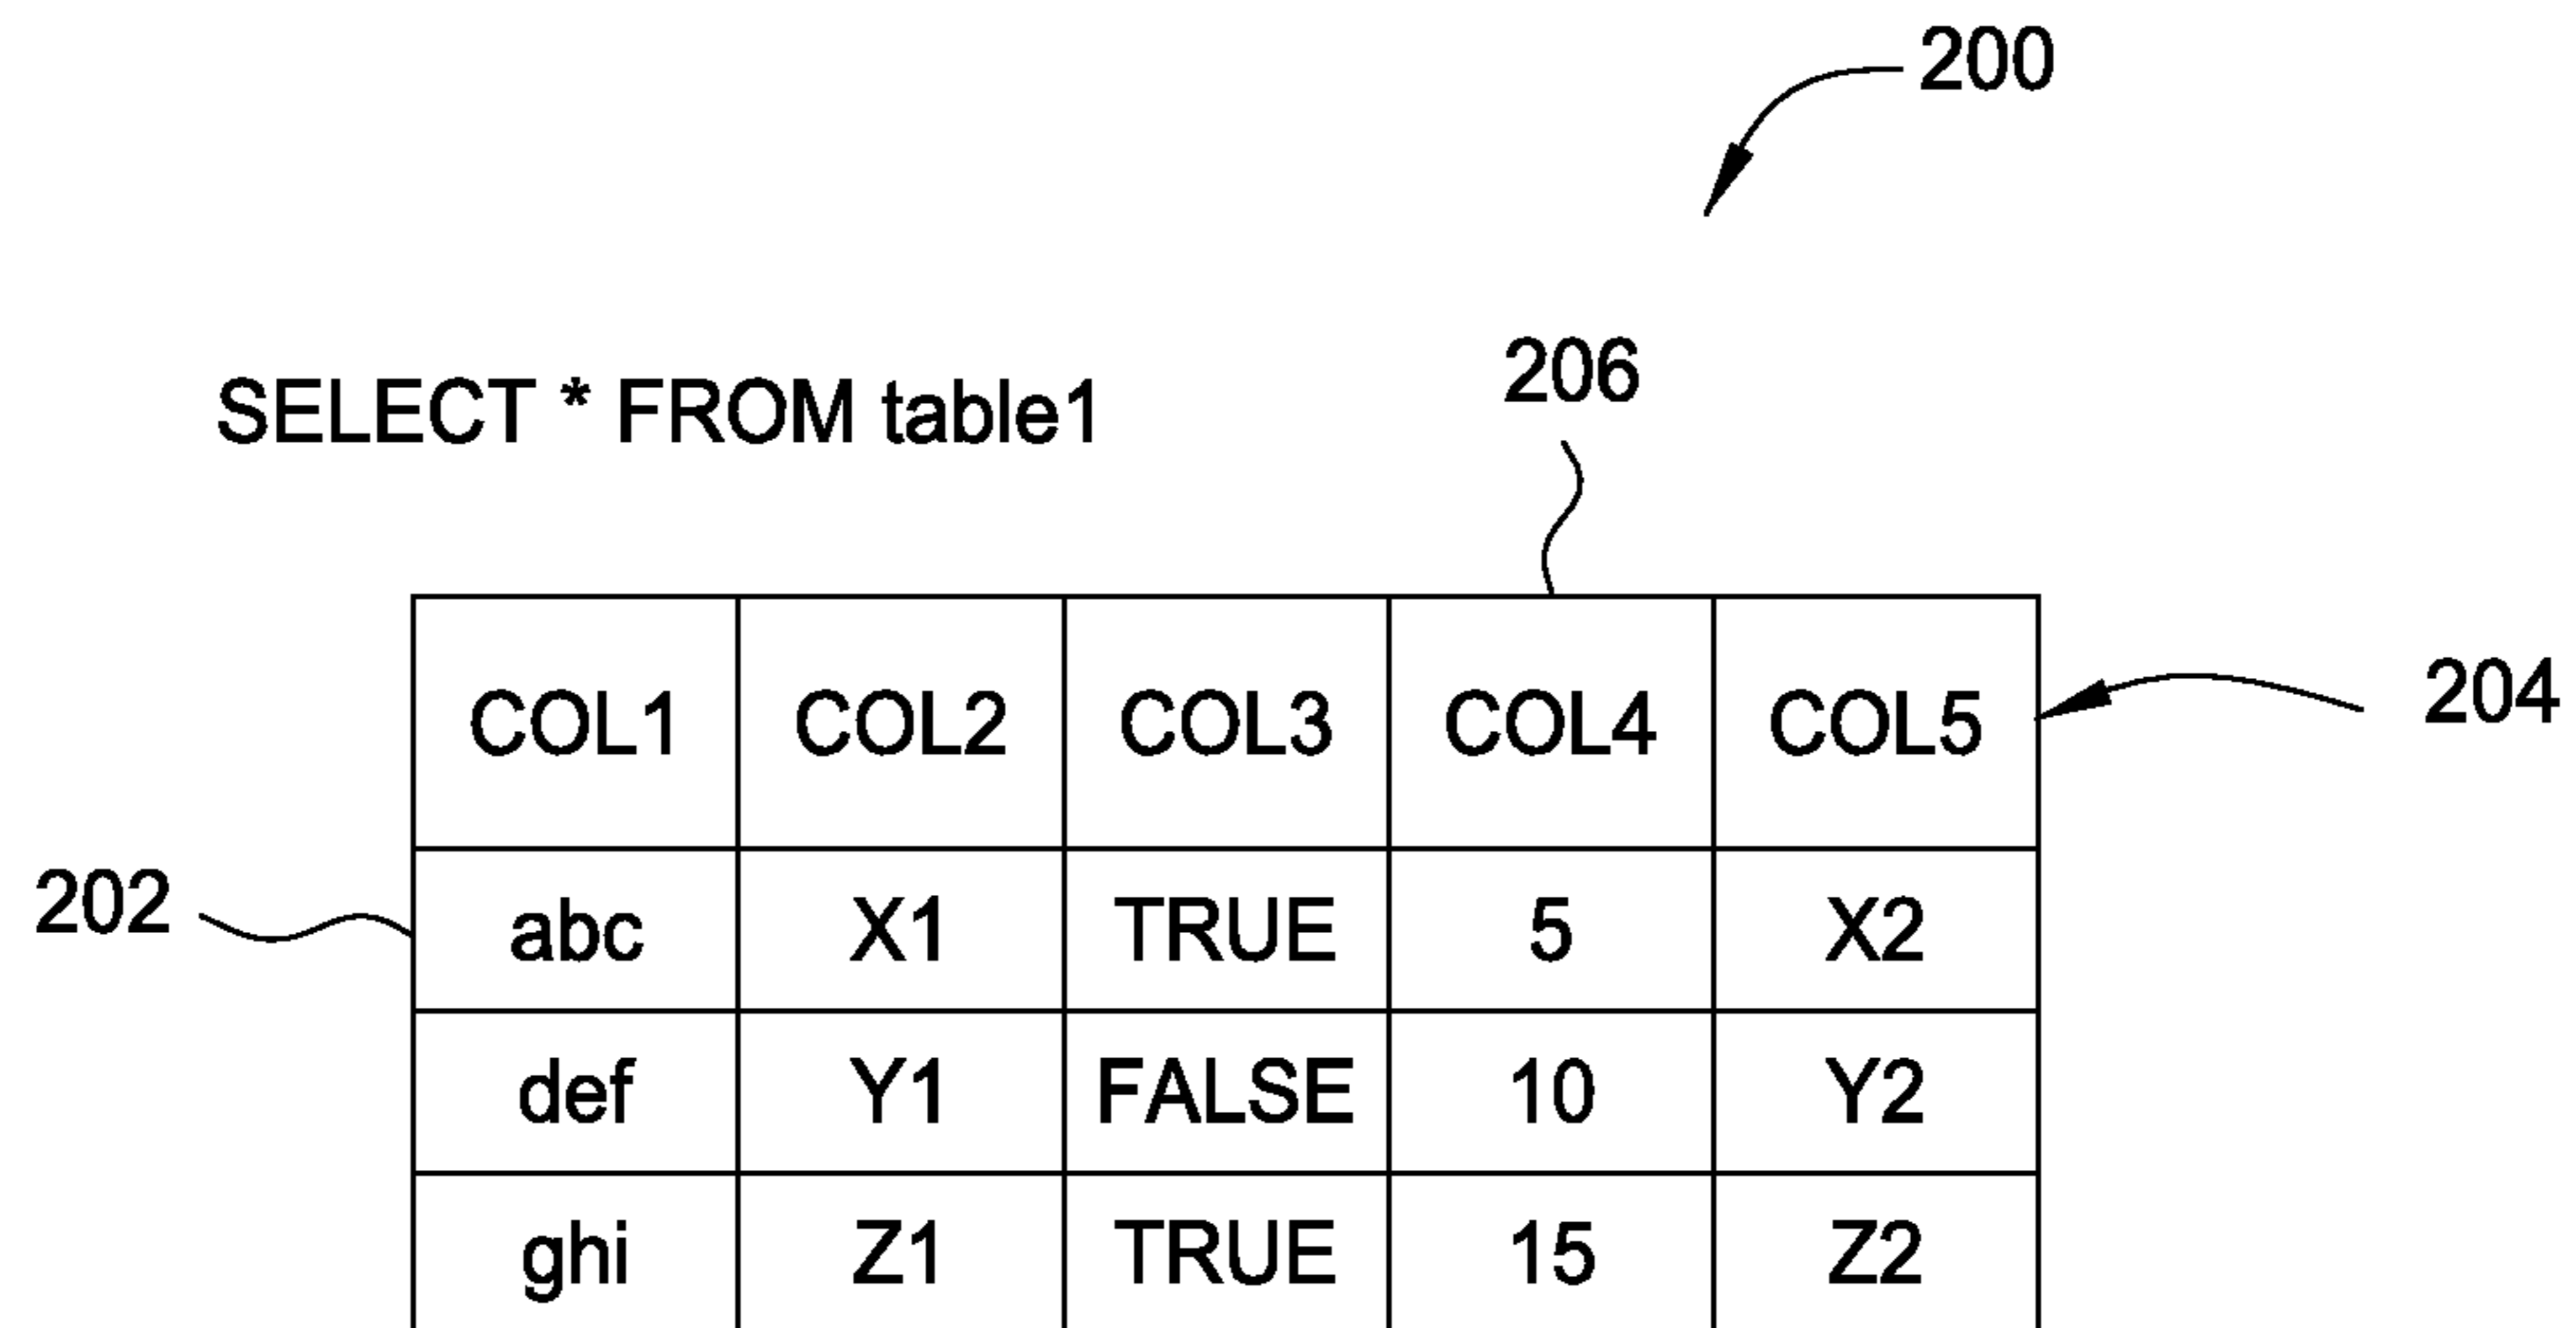 200
SELECT * FROM table1
206
COL1 COL2 COL3 COL4 COL5
204
202
abc X1 TRUE 5 X2
def Y1 FALSE 10 Y2
ghi Z1 TRUE 15 Z2